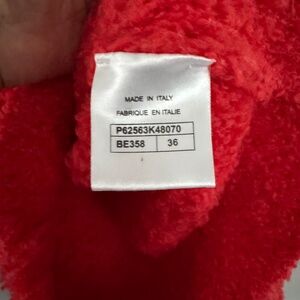 MADE IN ITALY
FABRIQUE EN ITALIE
P62563K48070
BE358 36